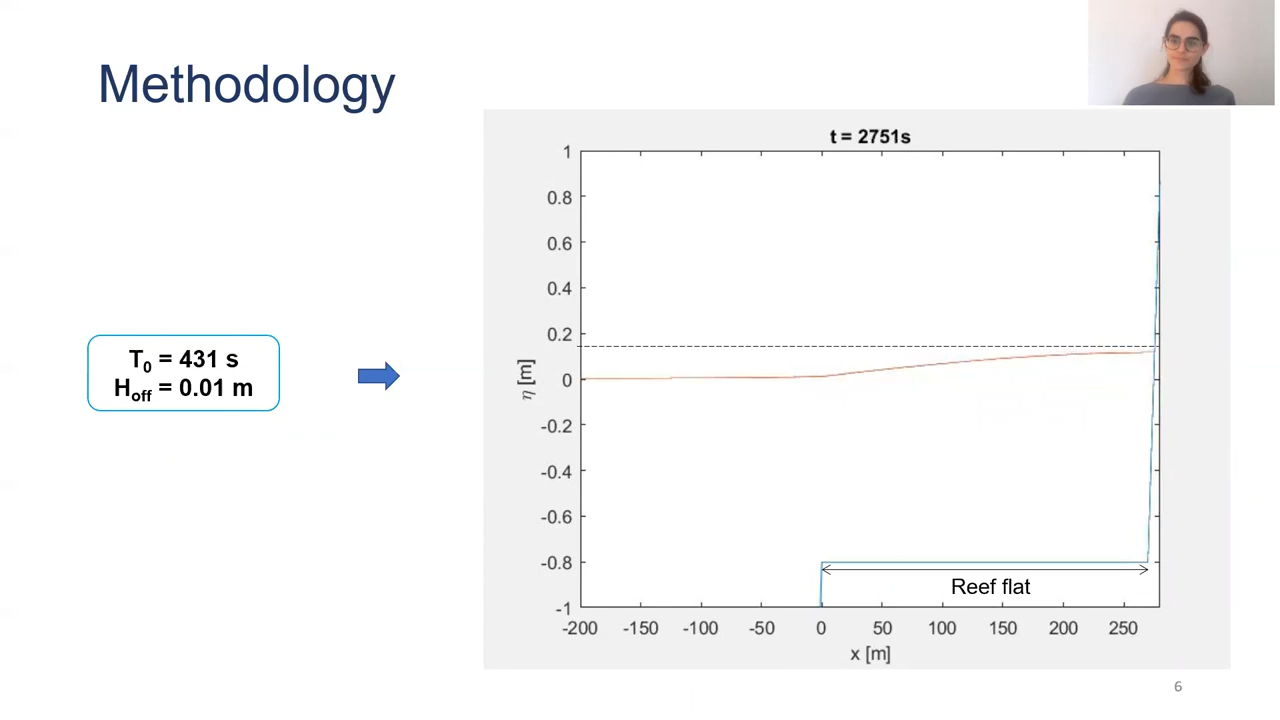 Methodology
t = 2751s
1
0.8
0.6
0.4
0.2
0
-0.2
-0.4
-0.6
-0.8
-1
η [m]
T₀ = 431 s
Hoff = 0.01 m
Reef flat
-200 -150 -100 -50 0 50 100 150 200 250
x [m]
6